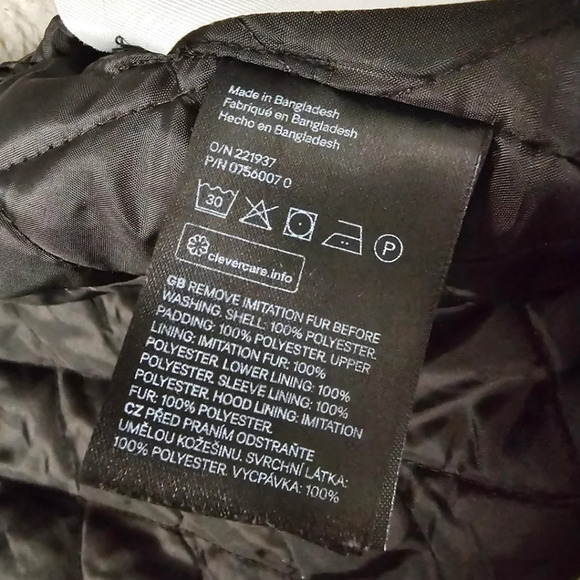 Made in Bangladesh
Fabriqué en Bangladesh
Hecho en Bangladesh
O/N 221937
P/N 0756007 0
30
P
clevercare.info
GB REMOVE IMITATION FUR BEFORE
WASHING. SHELL: 100% POLYESTER.
PADDING: 100% POLYESTER. UPPER
LINING: IMITATION FUR: 100%
POLYESTER. LOWER LINING: 100%
POLYESTER. SLEEVE LINING: 100%
POLYESTER. HOOD LINING: IMITATION
FUR: 100% POLYESTER.
CZ PŘED PRANÍM ODSTRAŇTE
UMĚLOU KOŽEŠINU. SVRCHNÍ LÁTKA:
100% POLYESTER. VYCPÁVKA: 100%